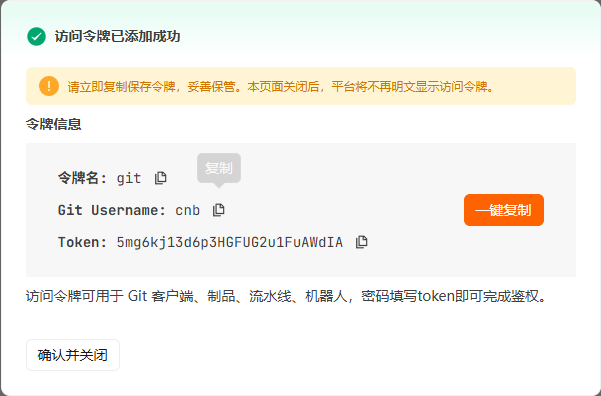 访问令牌已添加成功
请立即复制保存令牌，妥善保管。本页面关闭后，平台将不再明文显示访问令牌。
令牌信息
复制
令牌名: git
Git Username: cnb
一键复制
Token: 5mg6kj13d6p3HGFUG2u1FuAWdIA
访问令牌可用于 Git 客户端、制品、流水线、机器人，密码填写token即可完成鉴权。
确认并关闭